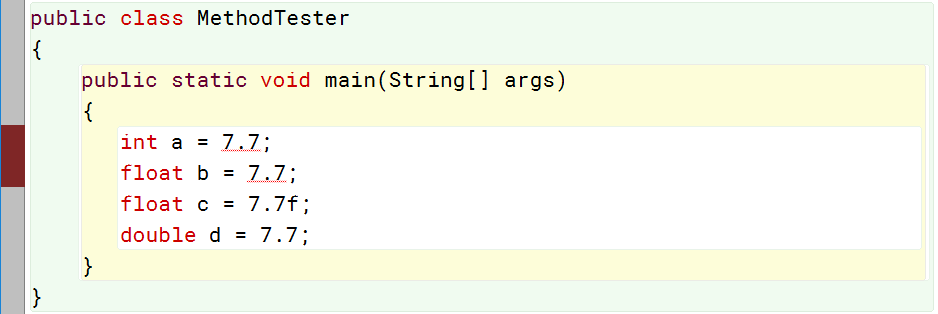 public class MethodTester
{
public static void main(String[] args)
{
int a = 7.7;
float b = 7.7;
float c = 7.7f;
double d = 7.7;
}
}